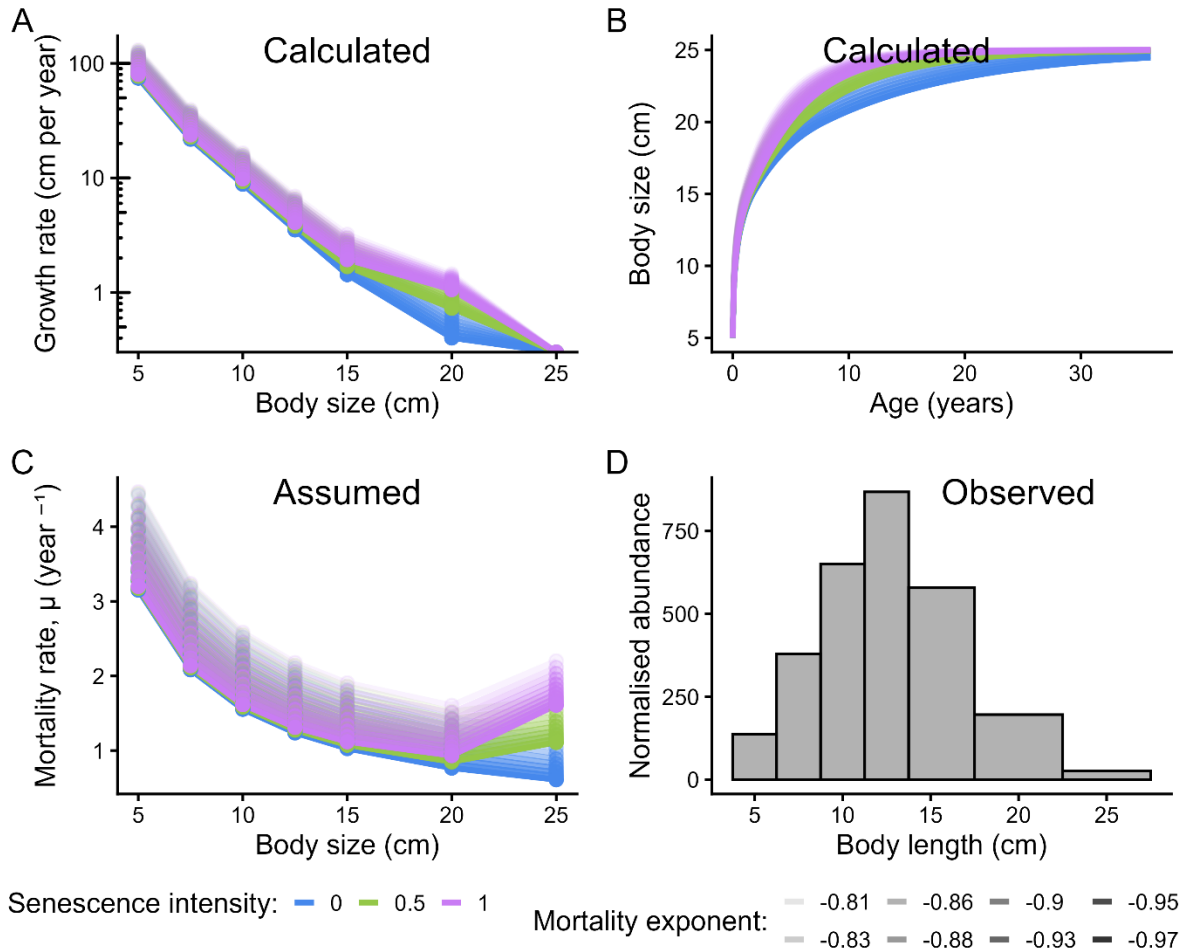 A
Calculated
Growth rate (cm per year)
100
10
1
5 10 15 20 25
Body size (cm)
B
Calculated
Body size (cm)
25
20
15
10
5
0 10 20 30
Age (years)
C
Assumed
Mortality rate, µ (year ⁻¹)
4
3
2
1
5 10 15 20 25
Body size (cm)
D
Observed
Normalised abundance
750
500
250
0
5 10 15 20 25
Body length (cm)
Senescence intensity: 0 0.5 1
Mortality exponent:
-0.81 -0.86 -0.9 -0.95
-0.83 -0.88 -0.93 -0.97